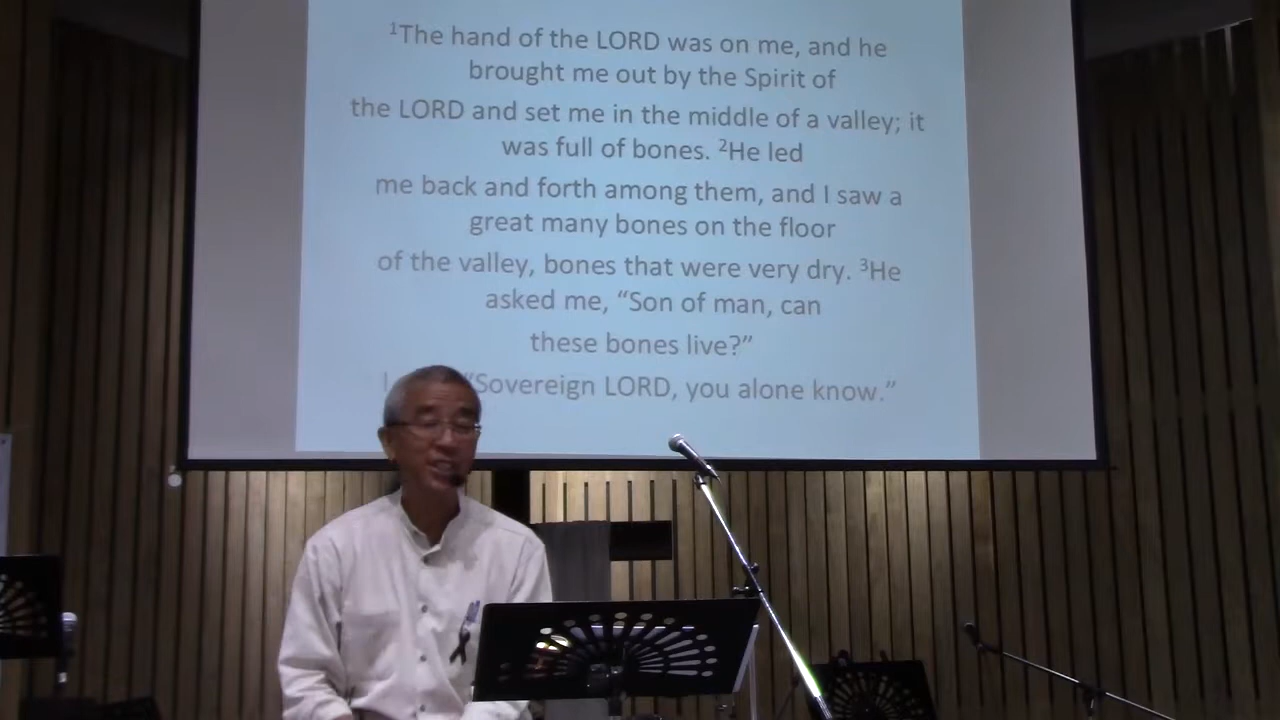 ¹The hand of the LORD was on me, and he
brought me out by the Spirit of
the LORD and set me in the middle of a valley; it
was full of bones. ²He led
me back and forth among them, and I saw a
great many bones on the floor
of the valley, bones that were very dry. ³He
asked me, “Son of man, can
these bones live?”
I “Sovereign LORD, you alone know.”